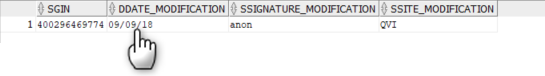 SGIN DDATE_MODIFICATION SSIGNATURE_MODIFICATION SSITE_MODIFICATION
1 400296469774 09/09/18 anon QVI